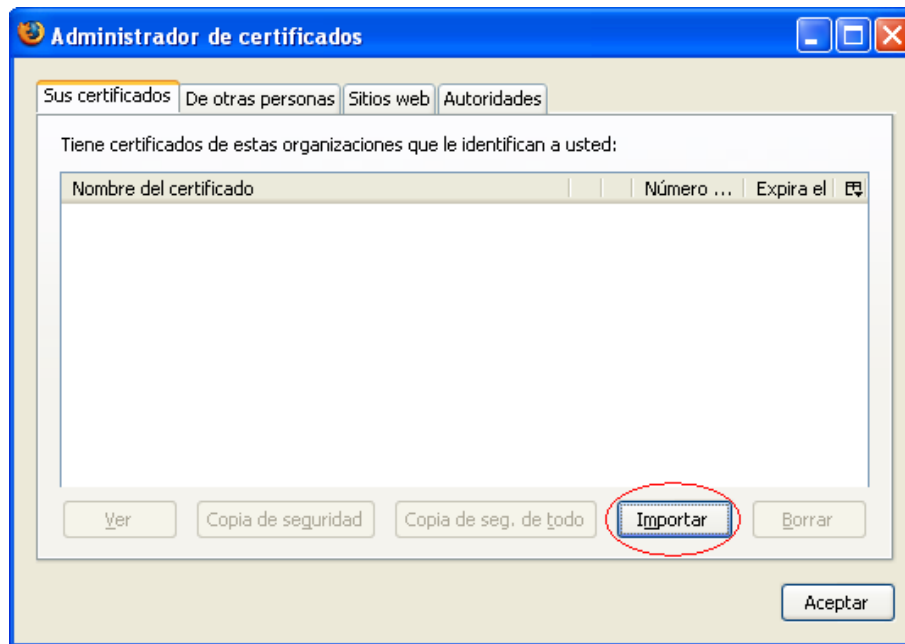 Administrador de certificados
Sus certificados De otras personas Sitios web Autoridades
Tiene certificados de estas organizaciones que le identifican a usted:
Nombre del certificado Número ... Expira el
Ver Copia de seguridad Copia de seg. de todo Importar Borrar
Aceptar